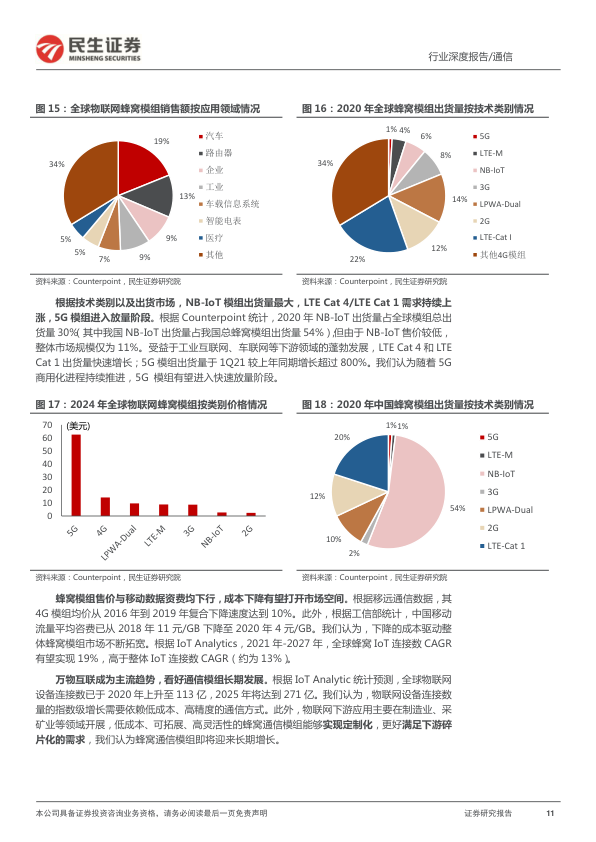 民生证券
MINSHENG SECURITIES
行业深度报告/通信
图 15：全球物联网蜂窝模组销售额按应用领域情况
19%
13%
9%
9%
7%
5%
5%
34%
汽车
路由器
企业
工业
车载信息系统
智能电表
医疗
其他
资料来源：Counterpoint，民生证券研究院
图 16：2020 年全球蜂窝模组出货量按技术类别情况
1%
4%
6%
8%
14%
12%
22%
34%
5G
LTE-M
NB-IoT
3G
LPWA-Dual
2G
LTE-Cat I
其他4G模组
资料来源：Counterpoint，民生证券研究院
根据技术类别以及出货市场，NB-IoT 模组出货量最大，LTE Cat 4/LTE Cat 1 需求持续上
涨，5G 模组进入放量阶段。根据 Counterpoint 统计，2020 年 NB-IoT 出货量占全球模组总出
货量 30%（其中我国 NB-IoT 出货量占我国总蜂窝模组出货量 54%），但由于 NB-IoT 售价较低，
整体市场规模仅为 11%。受益于工业互联网、车联网等下游领域的蓬勃发展，LTE Cat 4 和 LTE
Cat 1 出货量快速增长；5G 模组出货量于 1Q21 较上年同期增长超过 800%。我们认为随着 5G
商用化进程持续推进，5G 模组有望进入快速放量阶段。
图 17：2024 年全球物联网蜂窝模组按类别价格情况
(美元)
70
60
50
40
30
20
10
0
5G
4G
LPWA-Dual
LTE-M
3G
NB-IoT
2G
资料来源：Counterpoint，民生证券研究院
图 18：2020 年中国蜂窝模组出货量按技术类别情况
1%
1%
54%
2%
10%
12%
20%
5G
LTE-M
NB-IoT
3G
LPWA-Dual
2G
LTE-Cat 1
资料来源：Counterpoint，民生证券研究院
蜂窝模组售价与移动数据资费均下行，成本下降有望打开市场空间。根据移远通信数据，其
4G 模组均价从 2016 年到 2019 年复合下降速度达到 10%。此外，根据工信部统计，中国移动
流量平均咨费已从 2018 年 11 元/GB 下降至 2020 年 4 元/GB。我们认为，下降的成本驱动整
体蜂窝模组市场不断拓宽。根据 IoT Analytics，2021 年-2027 年，全球蜂窝 IoT 连接数 CAGR
有望实现 19%，高于整体 IoT 连接数 CAGR（约为 13%）。
万物互联成为主流趋势，看好通信模组长期发展。根据 IoT Analytic 统计预测，全球物联网
设备连接数已于 2020 年上升至 113 亿，2025 年将达到 271 亿。我们认为，物联网设备连接数
量的指数级增长需要依赖低成本、高精度的通信方式。此外，物联网下游应用主要在制造业、采
矿业等领域开展，低成本、可拓展、高灵活性的蜂窝通信模组能够实现定制化，更好满足下游碎
片化的需求，我们认为蜂窝通信模组即将迎来长期增长。
本公司具备证券投资咨询业务资格，请务必阅读最后一页免责声明
证券研究报告
11